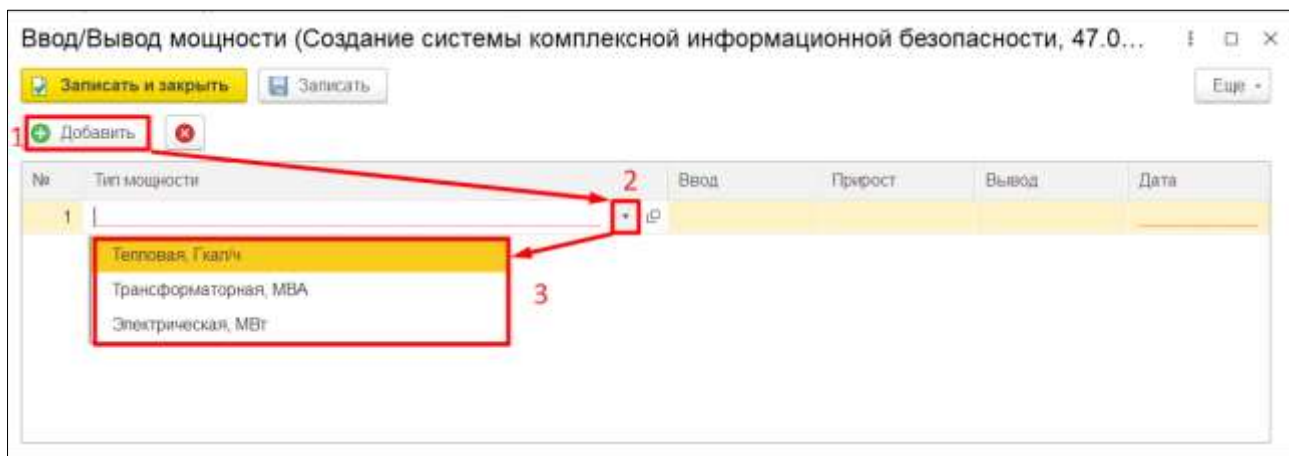 Ввод/Вывод мощности (Создание системы комплексной информационной безопасности, 47.0...
Записать и закрыть Записать Еще
1 Добавить
№ Тип мощности 2 Ввод Прирост Вывод Дата
1
Тепловая, Гкал/ч
Трансформаторная, МВА 3
Электрическая, МВт